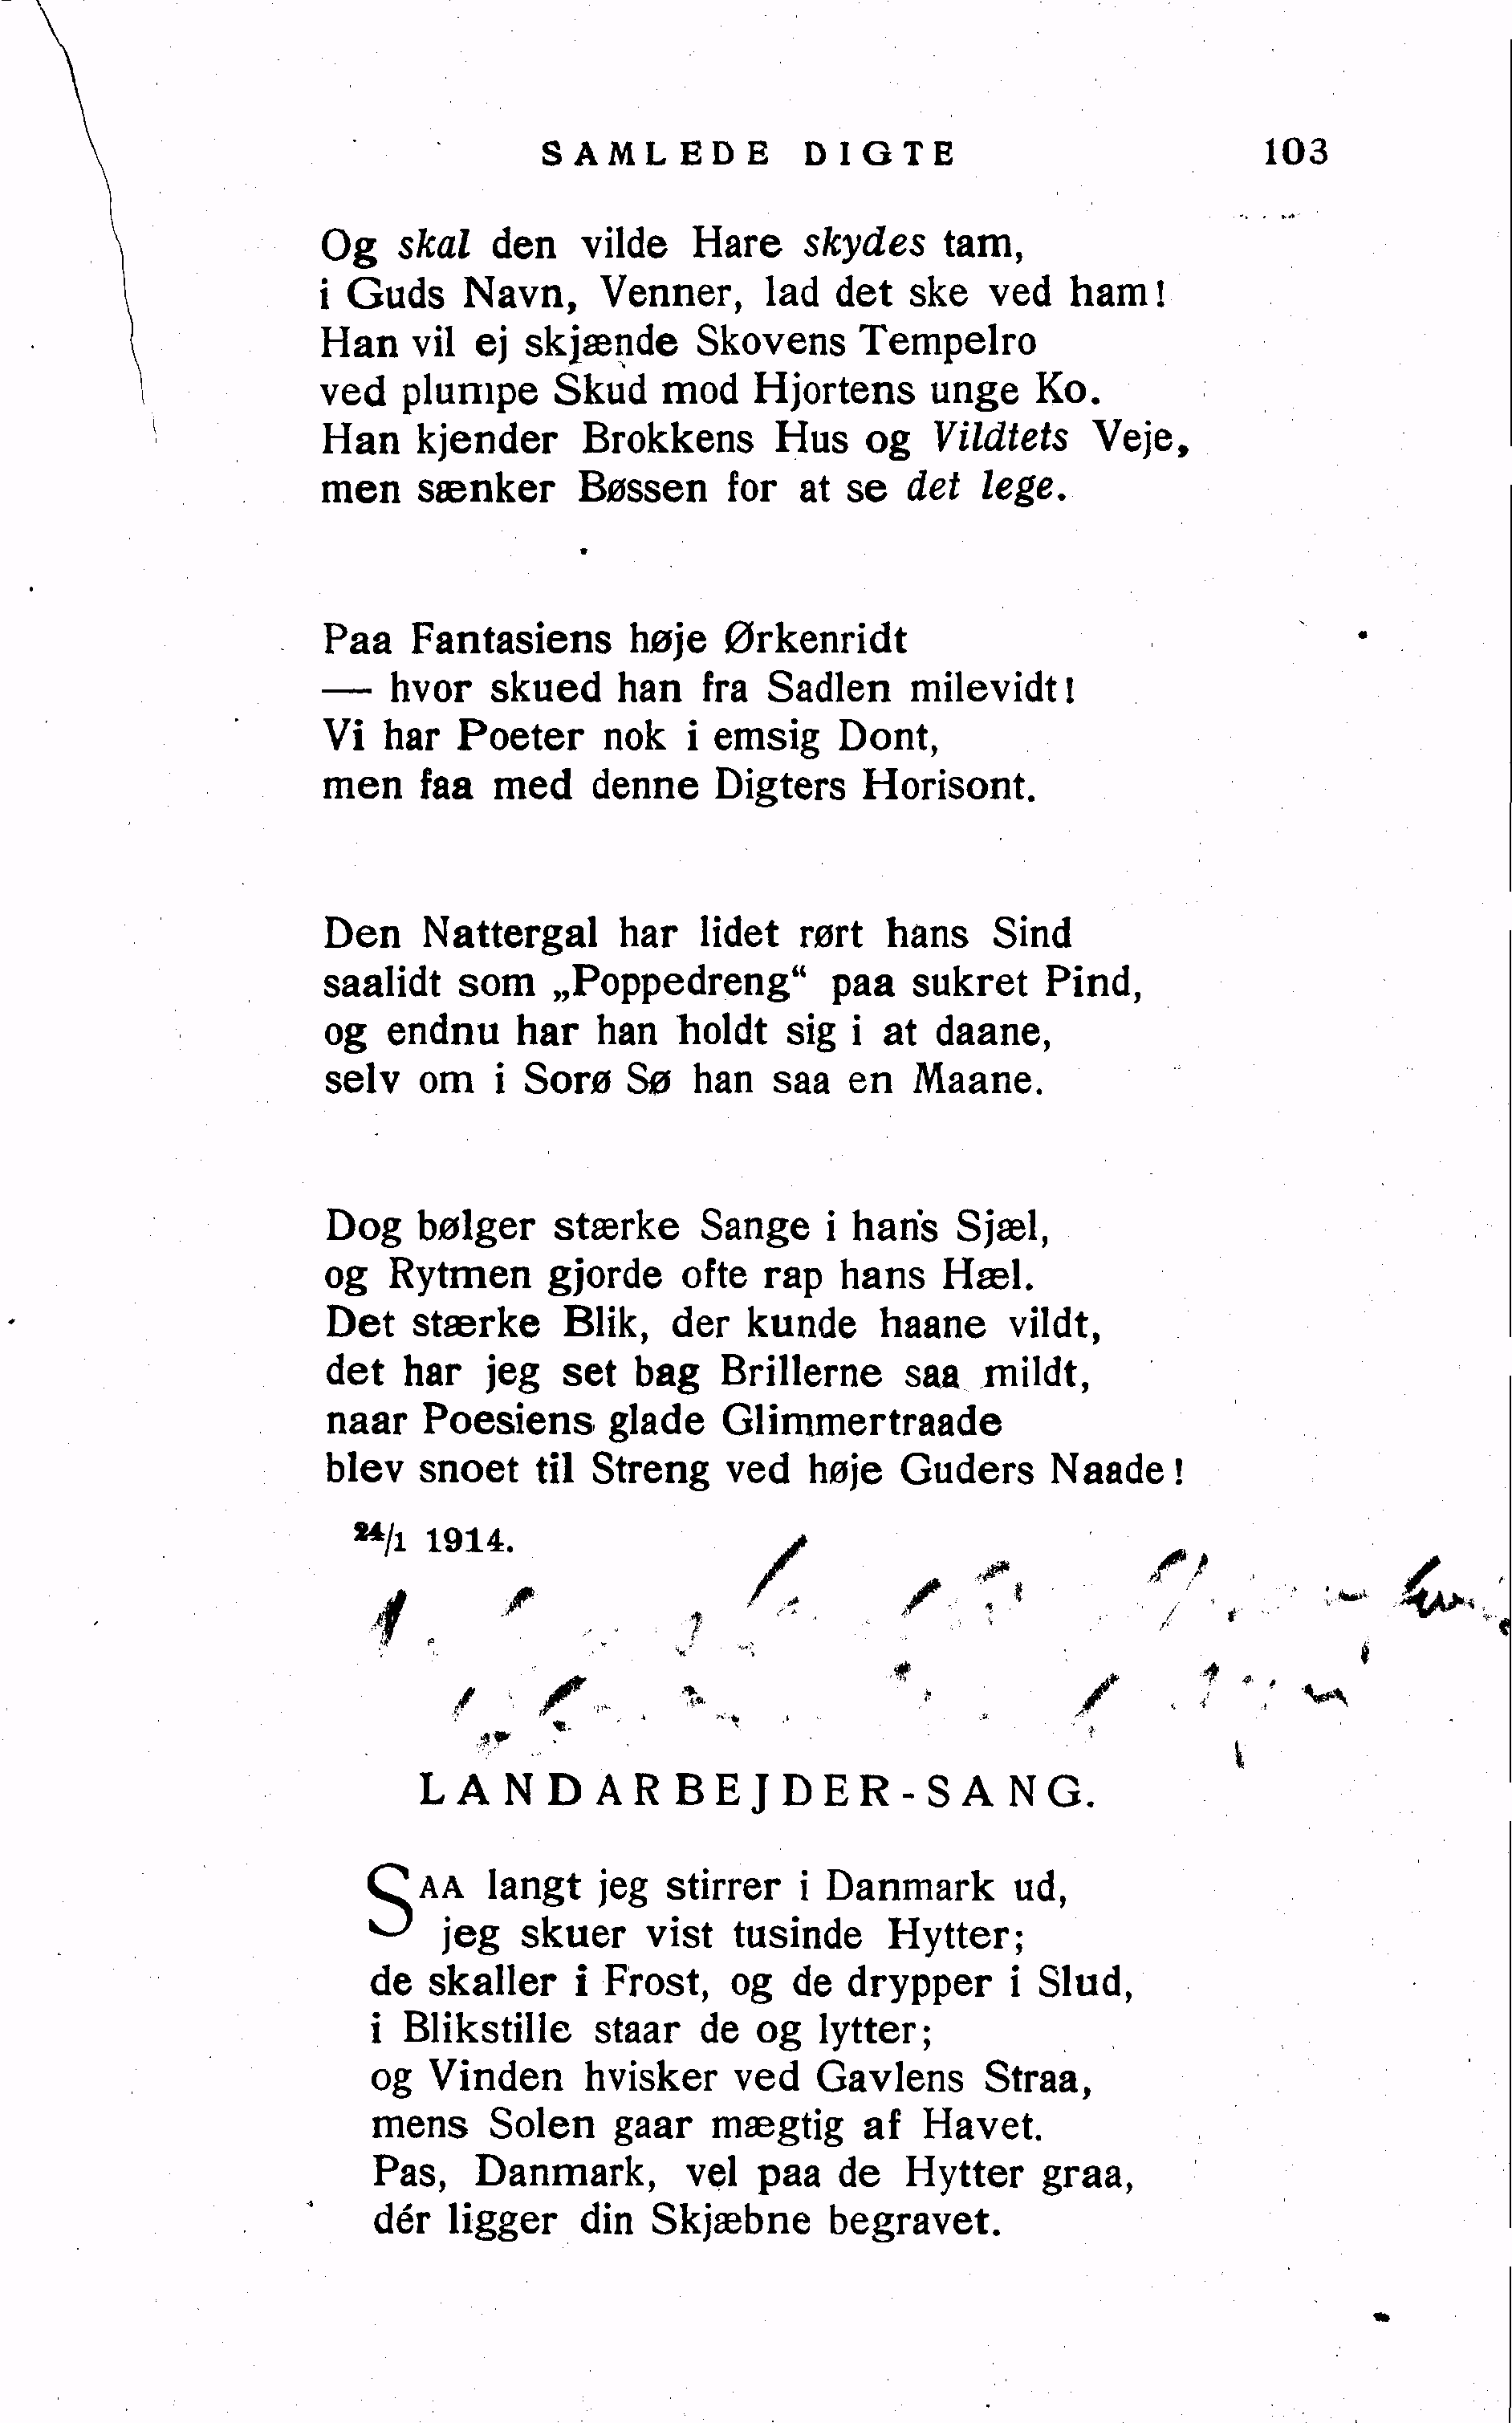 SAMLEDE DIGTE 103
Og skal den vilde Hare skydes tam,
i Guds Navn, Venner, lad det ske ved ham!
Han vil ej skjænde Skovens Tempelro
ved plumpe Skud mod Hjortens unge Ko.
Han kjender Brokkens Hus og Vildtets Veje,
men sænker Bøssen for at se det lege.
Paa Fantasiens høje Ørkenridt
— hvor skued han fra Sadlen milevidt!
Vi har Poeter nok i emsig Dont,
men faa med denne Digters Horisont.
Den Nattergal har lidet rørt hans Sind
saalidt som „Poppedreng“ paa sukret Pind,
og endnu har han holdt sig i at daane,
selv om i Sorø Sø han saa en Maane.
Dog bølger stærke Sange i hans Sjæl,
og Rytmen gjorde ofte rap hans Hæl.
Det stærke Blik, der kunde haane vildt,
det har jeg set bag Brillerne saa mildt,
naar Poesiens glade Glimmertraade
blev snoet til Streng ved høje Guders Naade!
24/1 1914.
LANDARBEJDER-SANG.
SAA langt jeg stirrer i Danmark ud,
jeg skuer vist tusinde Hytter;
de skaller i Frost, og de drypper i Slud,
i Blikstille staar de og lytter;
og Vinden hvisker ved Gavlens Straa,
mens Solen gaar mægtig af Havet.
Pas, Danmark, vel paa de Hytter graa,
dér ligger din Skjæbne begravet.